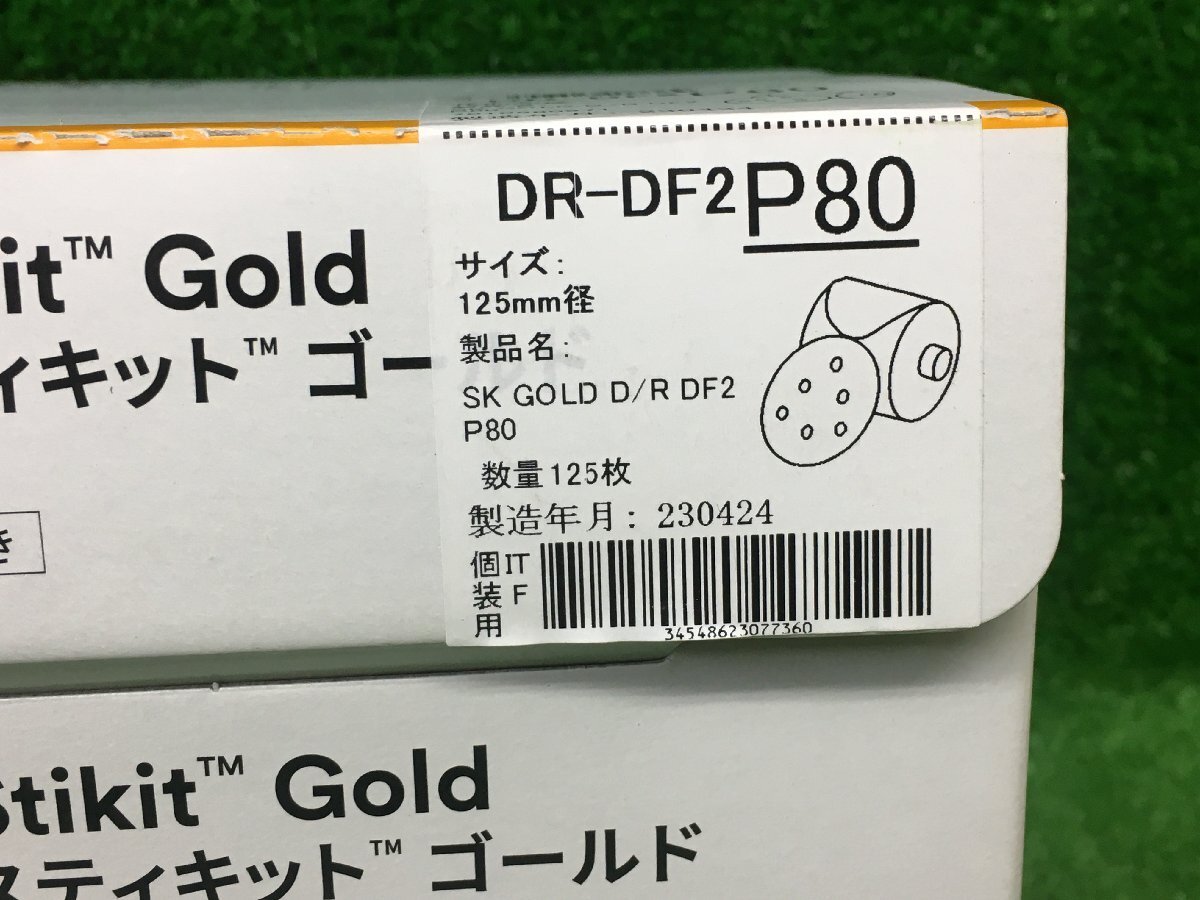 DR-DF2 P80
サイズ:
125mm径
製品名:
SK GOLD D/R DF2
P80
数量125枚
製造年月: 230424
個装用 ITF
34548623077360
it™ Gold
ィキット™ ゴールド
き
Stikit™ Gold
スティキット™ ゴールド